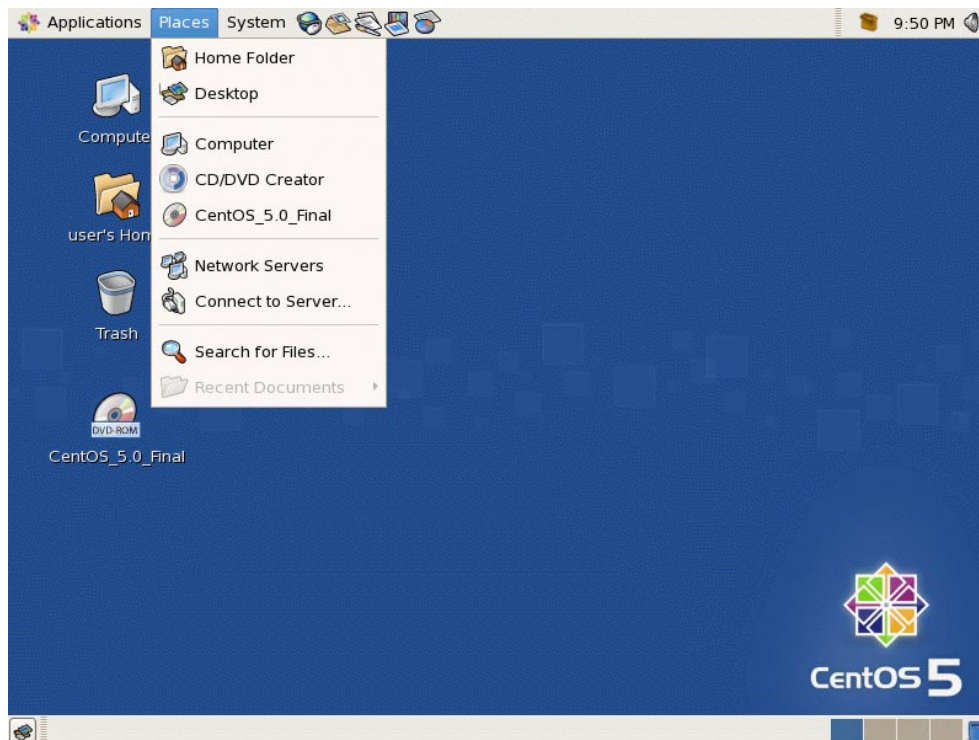 Applications Places System 9:50 PM
Home Folder
Desktop
Computer
CD/DVD Creator
CentOS_5.0_Final
Network Servers
Connect to Server...
Search for Files...
Recent Documents
Compute
user's Hom
Trash
DVD-ROM
CentOS_5.0_Final
CentOS 5